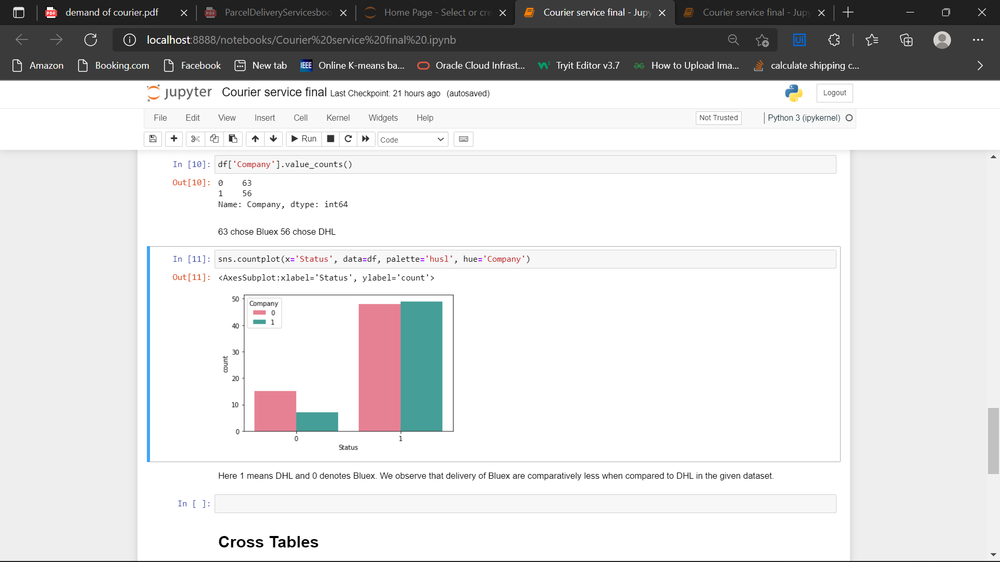 demand of courier.pdf
ParcelDeliveryServicesboo
Home Page - Select or cre
Courier service final - Jupy
Courier service final - Jupy
localhost:8888/notebooks/Courier%20service%20final%20.ipynb
Amazon
Booking.com
Facebook
New tab
IEEE
Online K-means ba...
Oracle Cloud Infrast...
Tryit Editor v3.7
How to Upload Ima...
calculate shipping c...
jupyter Courier service final Last Checkpoint: 21 hours ago (autosaved)
Logout
File Edit View Insert Cell Kernel Widgets Help
Not Trusted
Python 3 (ipykernel)
Run
Code
In [10]: df['Company'].value_counts()
Out[10]: 0    63
1    56
Name: Company, dtype: int64
63 chose Bluex 56 chose DHL
In [11]: sns.countplot(x='Status', data=df, palette='husl', hue='Company')
Out[11]: <AxesSubplot:xlabel='Status', ylabel='count'>
50
40
30
20
10
0
count
Company
0
1
0 1
Status
Here 1 means DHL and 0 denotes Bluex. We observe that delivery of Bluex are comparatively less when compared to DHL in the given dataset.
In [ ]:
Cross Tables